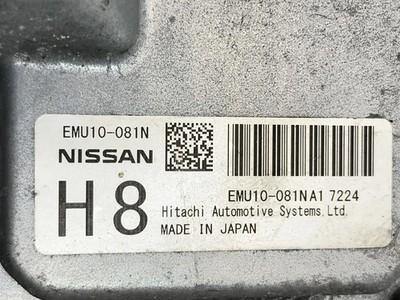 EMU10-081N
NISSAN
H8
EMU10-081NA1 7224
Hitachi Automotive Systems,Ltd.
MADE IN JAPAN